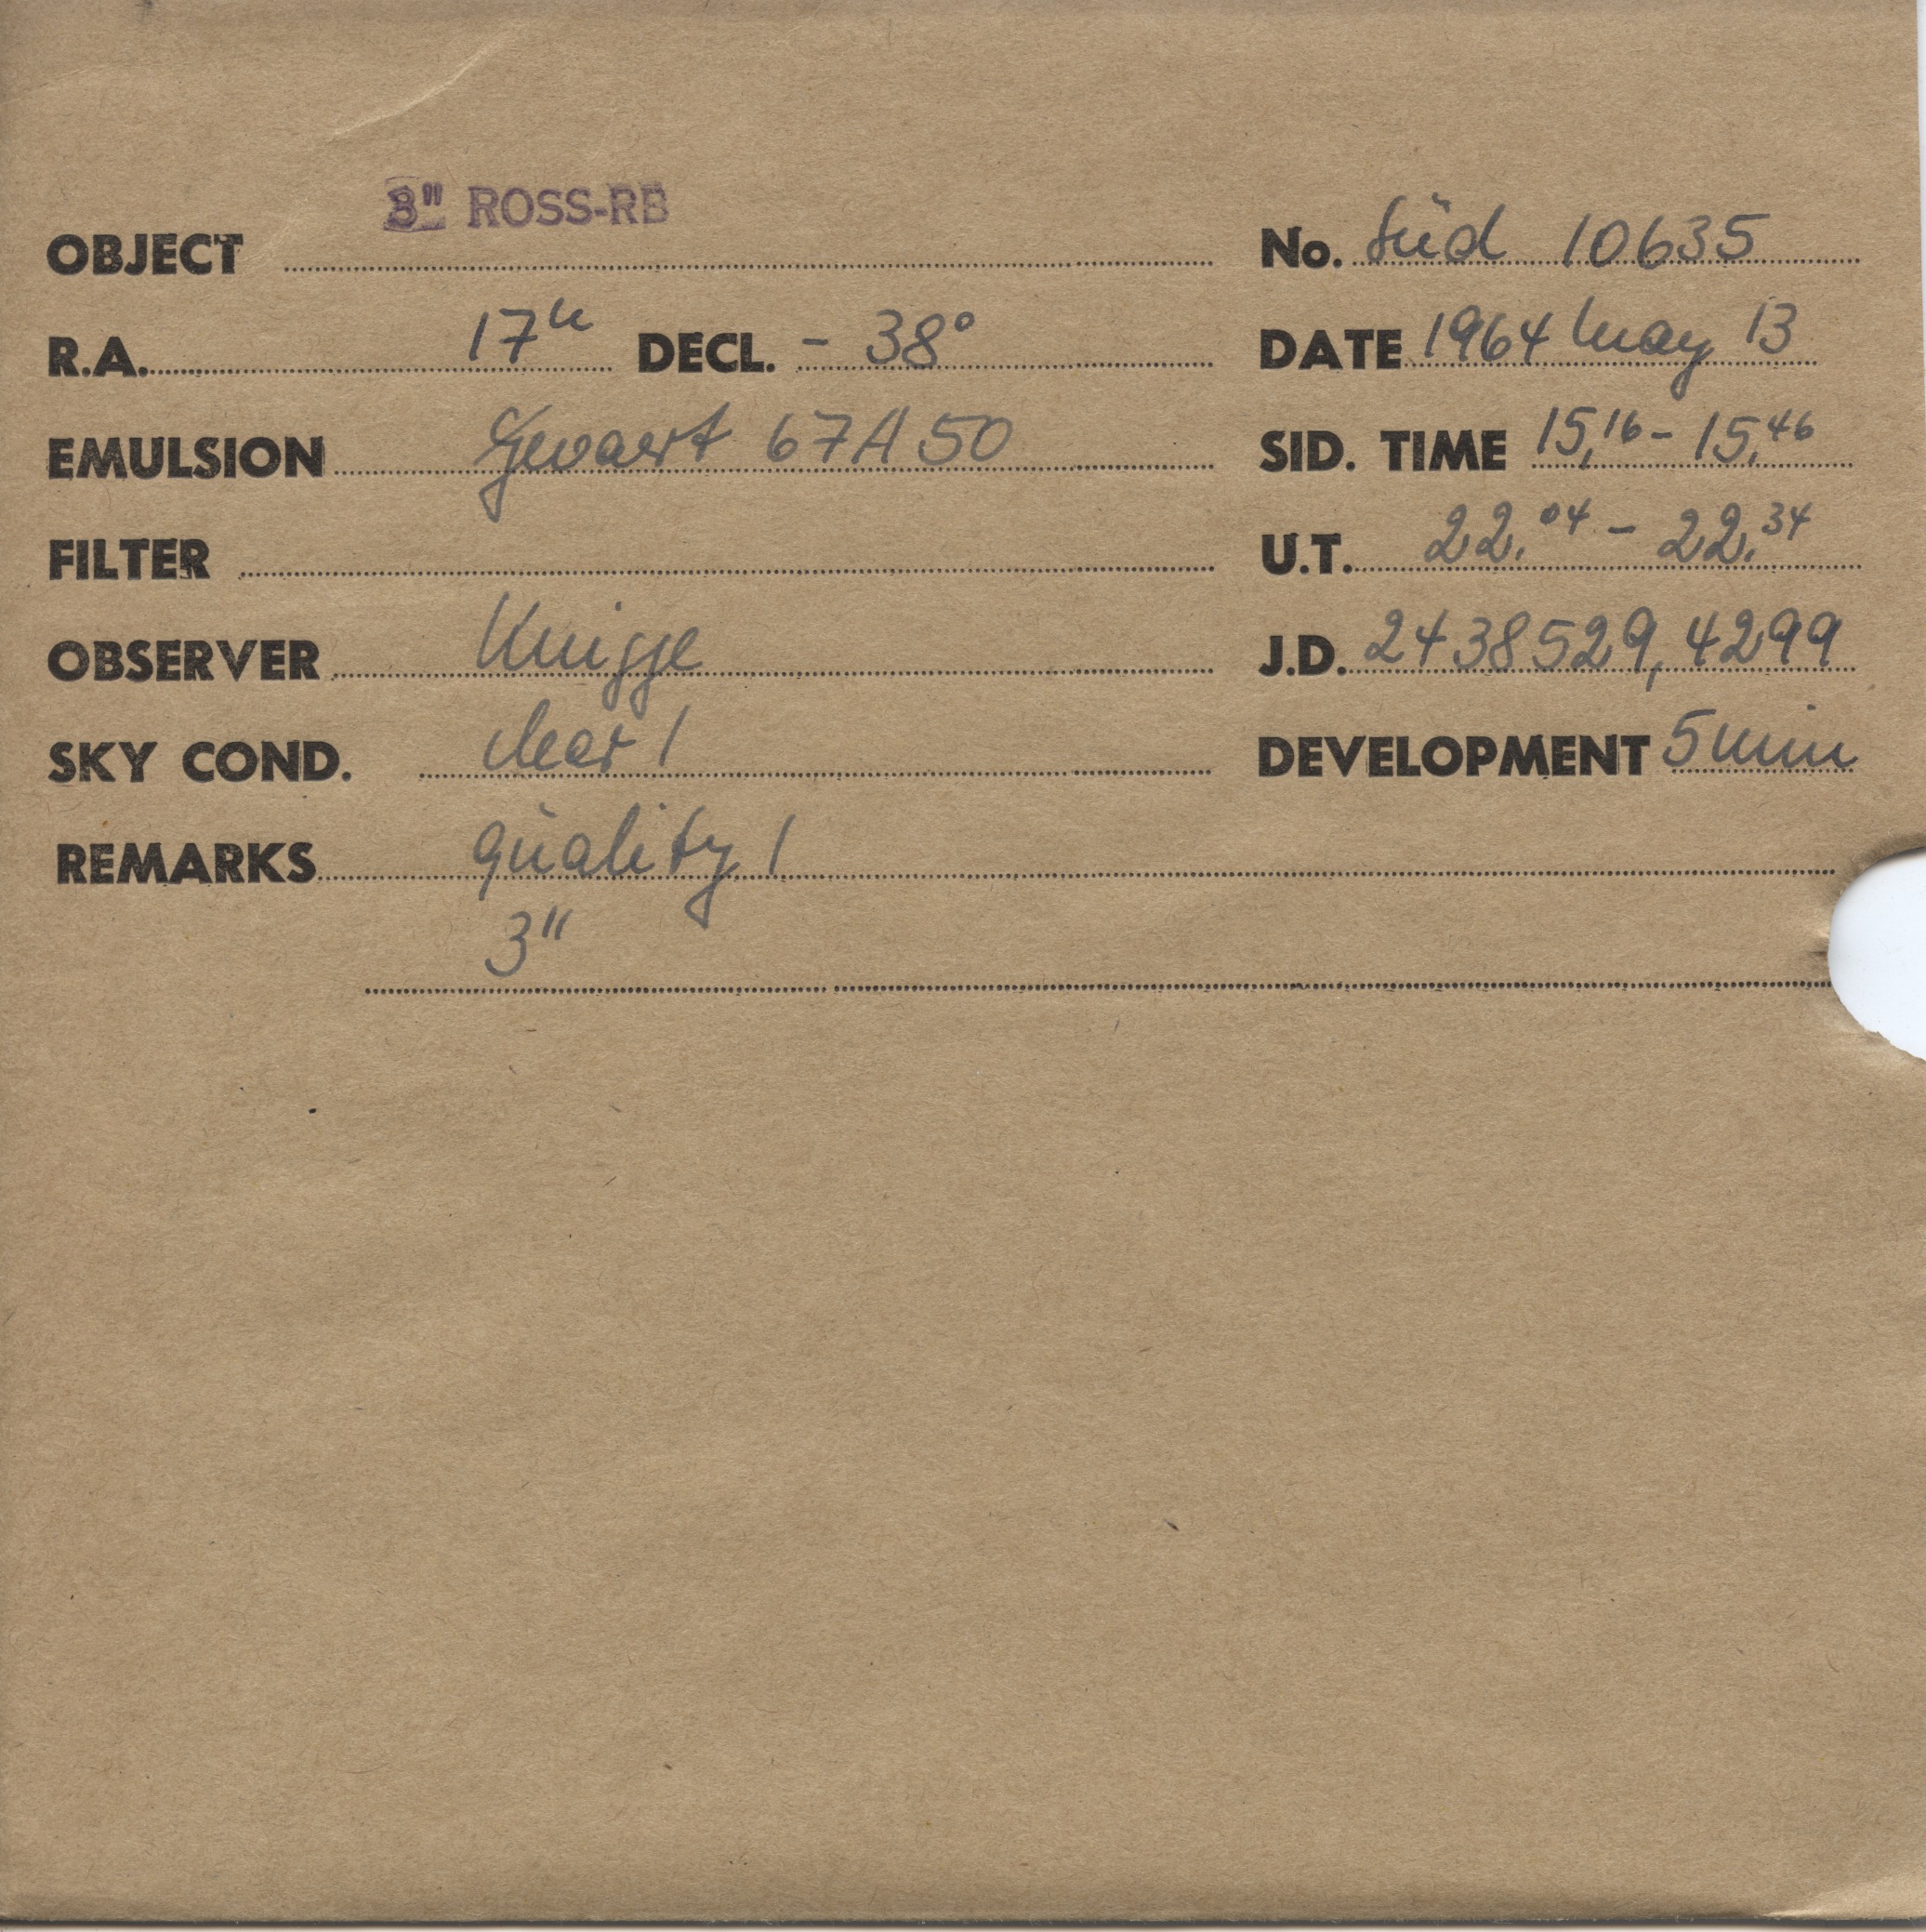 3" ROSS-RB
OBJECT No. Süd 10635
R.A. 17h DECL. - 38° DATE 1964 May 13
EMULSION Gevaert 67A50 SID. TIME 15,16 - 15,46
FILTER U.T. 22.04 - 22.34
OBSERVER Knigge J.D. 2438529,4299
SKY COND. clear 1 DEVELOPMENT 5 min
REMARKS quality 1
3"